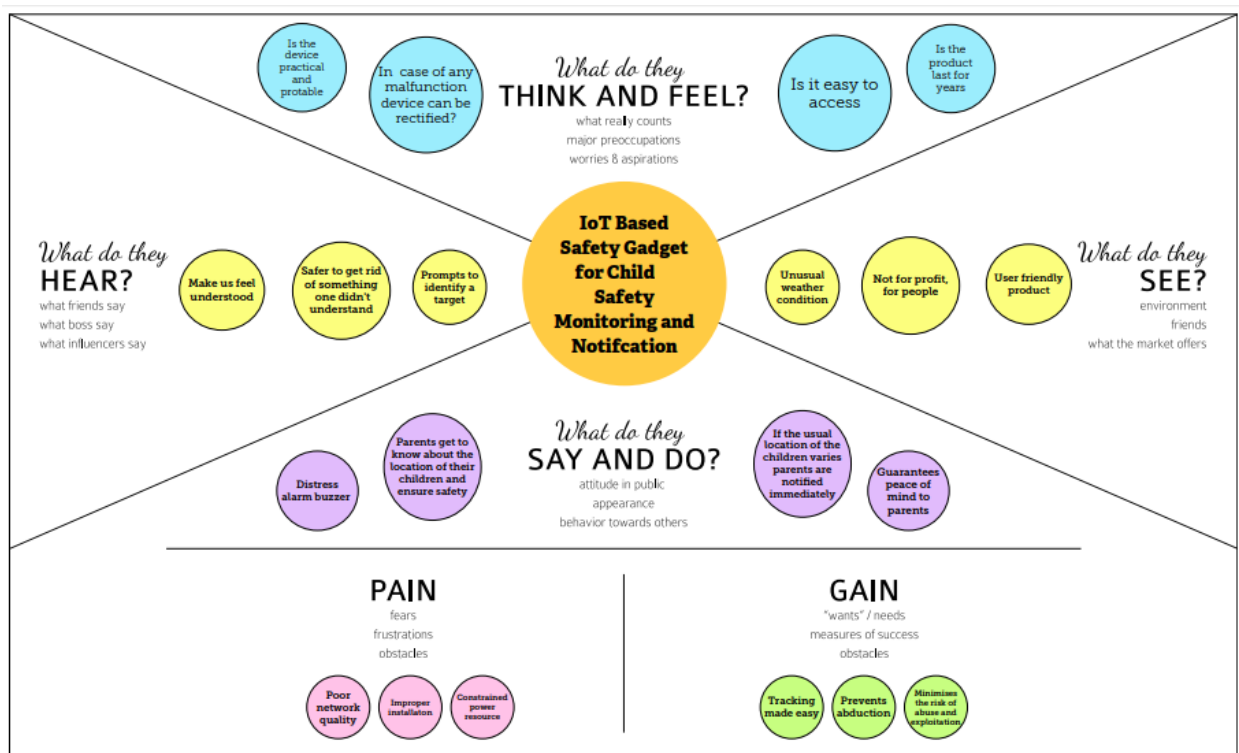 Is the
device
practical
and
protable
In case of any
malfunction
device can be
rectified?
What do they
THINK AND FEEL?
what really counts
major preoccupations
worries & aspirations
Is it easy to
access
Is the
product
last for
years
What do they
HEAR?
what friends say
what boss say
what influencers say
Make us feel
understood
Safer to get rid
of something
one didn't
understand
Prompts to
identify a
target
IoT Based
Safety Gadget
for Child
Safety
Monitoring and
Notifcation
Unusual
weather
condition
Not for profit,
for people
User friendly
product
What do they
SEE?
environment
friends
what the market offers
Distress
alarm buzzer
Parents get to
know about the
location of their
children and
ensure safety
What do they
SAY AND DO?
attitude in public
appearance
behavior towards others
If the usual
location of the
children varies
parents are
notified
immediately
Guarantees
peace of
mind to
parents
PAIN
fears
frustrations
obstacles
Poor
network
quality
Improper
installaton
Constrained
power
resource
GAIN
"wants" / needs
measures of success
obstacles
Tracking
made easy
Prevents
abduction
Minimises
the risk of
abuse and
exploitation